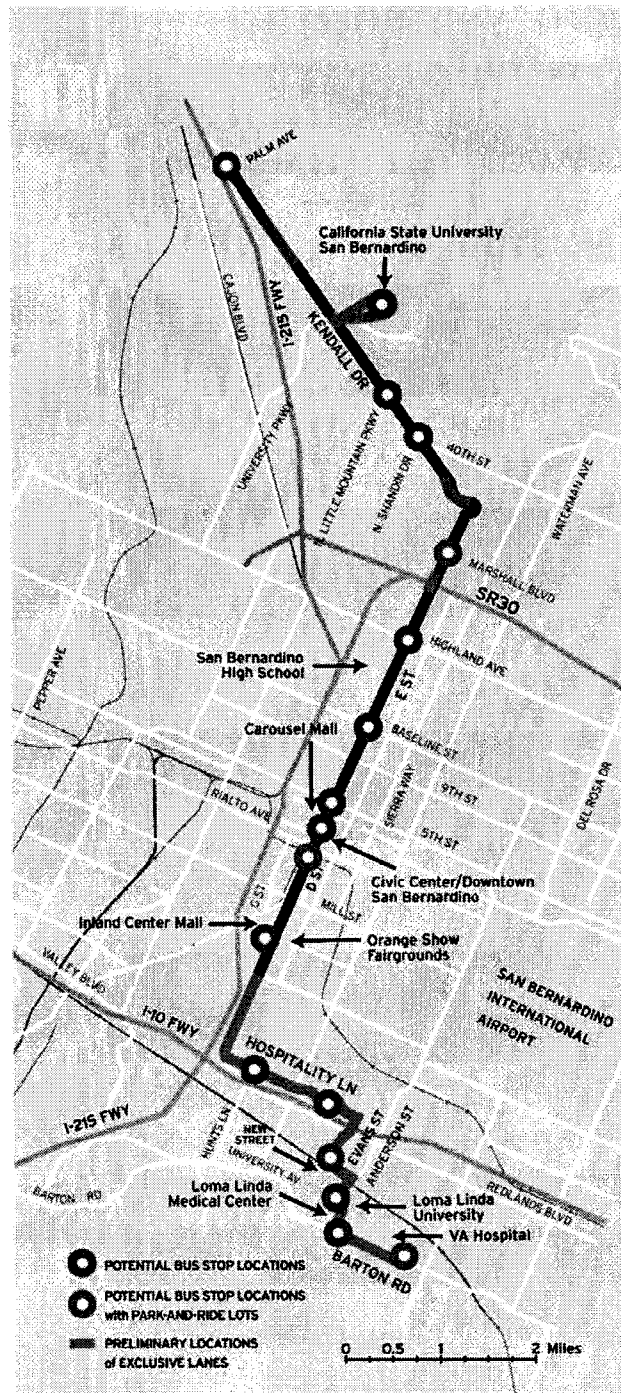 PALM AVE
California State University
San Bernardino
CAJON BLVD
I-215 FWY
KENDALL DR
UNIVERSITY PKWY
LITTLE MOUNTAIN PKWY
N. SHANDIN DR
40TH ST
WATERMAN AVE
MARSHALL BLVD
SR30
San Bernardino
High School
HIGHLAND AVE
E ST
PEPPER AVE
Carousel Mall
BASELINE ST
SIERRA WAY
9TH ST
DEL ROSA DR
RIALTO AVE
5TH ST
D ST
Civic Center/Downtown
San Bernardino
G ST
MILL ST
Inland Center Mall
Orange Show
Fairgrounds
VALLEY BLVD
SAN BERNARDINO
INTERNATIONAL
AIRPORT
I-10 FWY
HOSPITALITY LN
I-215 FWY
HUNTS LN
NEW
STREET
EVANS ST
ANDERSON ST
UNIVERSITY AV
REDLANDS BLVD
BARTON RD
Loma Linda
Medical Center
Loma Linda
University
VA Hospital
BARTON RD
POTENTIAL BUS STOP LOCATIONS
POTENTIAL BUS STOP LOCATIONS
with PARK-AND-RIDE LOTS
PRELIMINARY LOCATIONS
of EXCLUSIVE LANES
0 0.5 1 2 Miles